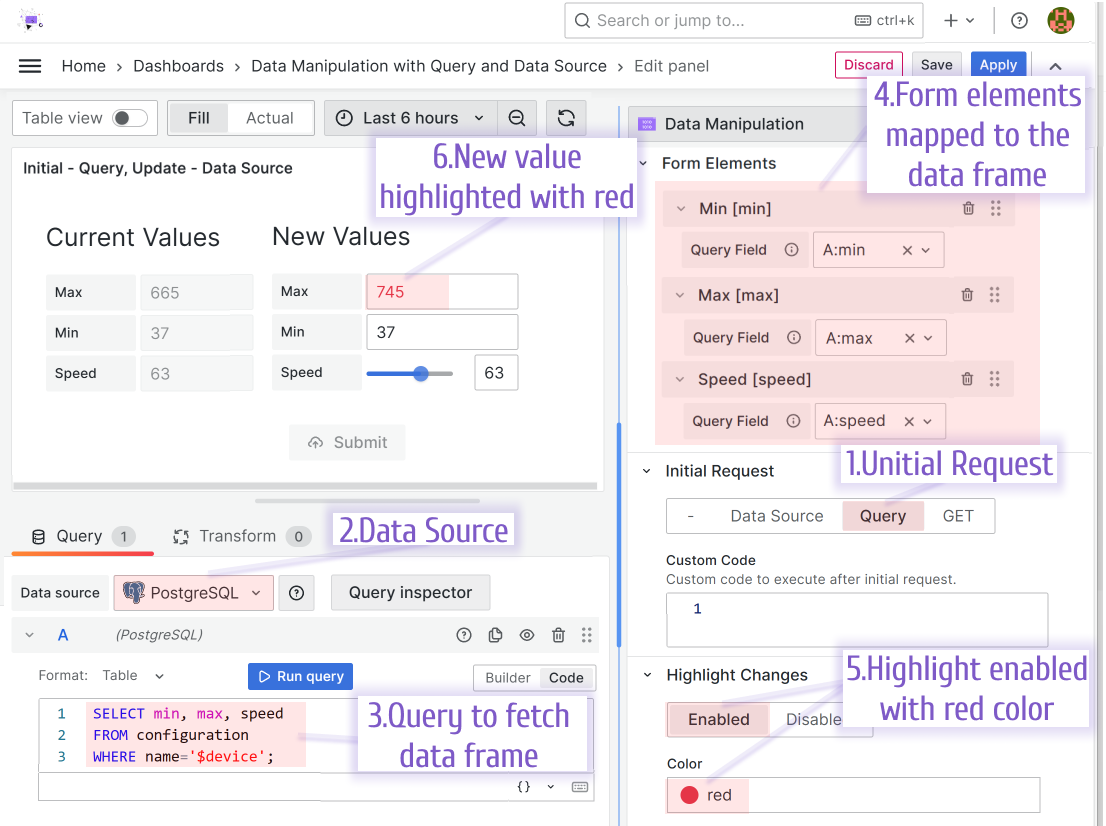 Search or jump to... ctrl+k
Home › Dashboards › Data Manipulation with Query and Data Source › Edit panel
Discard Save Apply
Table view Fill Actual Last 6 hours
6.New value
highlighted with red
Initial - Query, Update - Data Source
Current Values
Max 665
Min 37
Speed 63
New Values
Max 745
Min 37
Speed 63
Submit
Query 1 Transform 0
2.Data Source
Data source PostgreSQL Query inspector
A (PostgreSQL)
Format: Table Run query Builder Code
1 SELECT min, max, speed
2 FROM configuration
3 WHERE name='$device';
3.Query to fetch
data frame
{}
Data Manipulation
4.Form elements
mapped to the
data frame
Form Elements
Min [min]
Query Field A:min
Max [max]
Query Field A:max
Speed [speed]
Query Field A:speed
1.Unitial Request
Initial Request
- Data Source Query GET
Custom Code
Custom code to execute after initial request.
1
Highlight Changes
5.Highlight enabled
with red color
Enabled Disable
Color
red